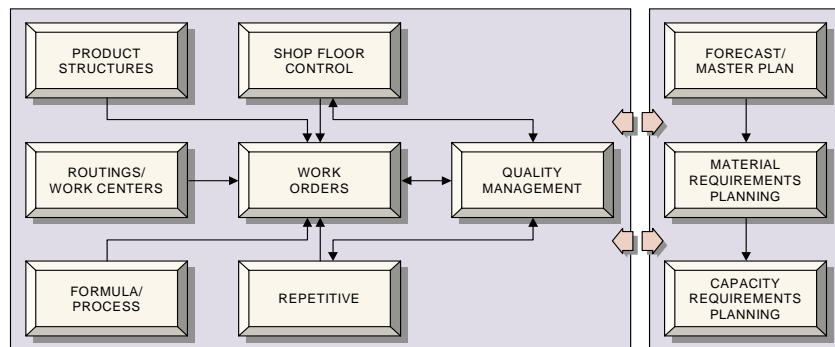 PRODUCT
STRUCTURES
SHOP FLOOR
CONTROL
FORECAST/
MASTER PLAN
ROUTINGS/
WORK CENTERS
WORK
ORDERS
QUALITY
MANAGEMENT
MATERIAL
REQUIREMENTS
PLANNING
FORMULA/
PROCESS
REPETITIVE
CAPACITY
REQUIREMENTS
PLANNING